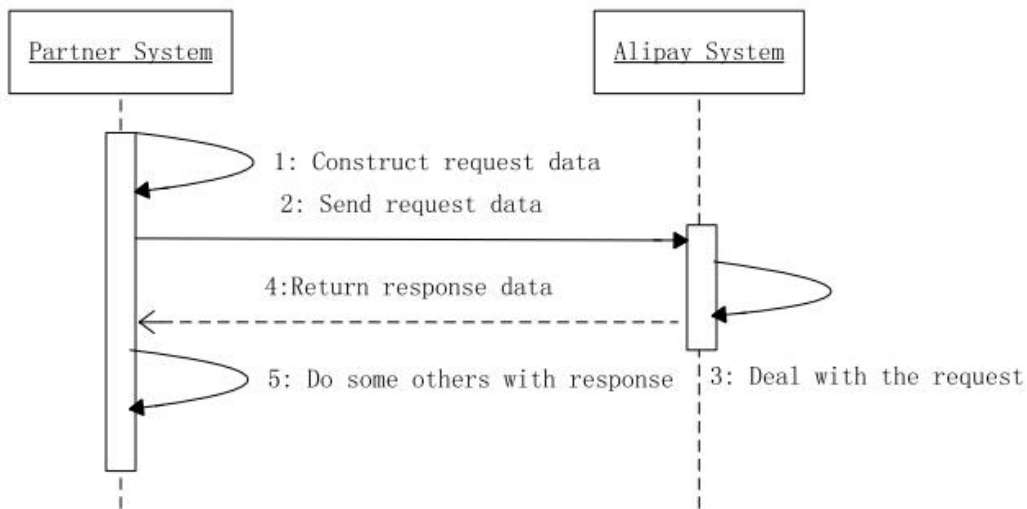 Partner System
Alipay System
1: Construct request data
2: Send request data
4:Return response data
5: Do some others with response
3: Deal with the request